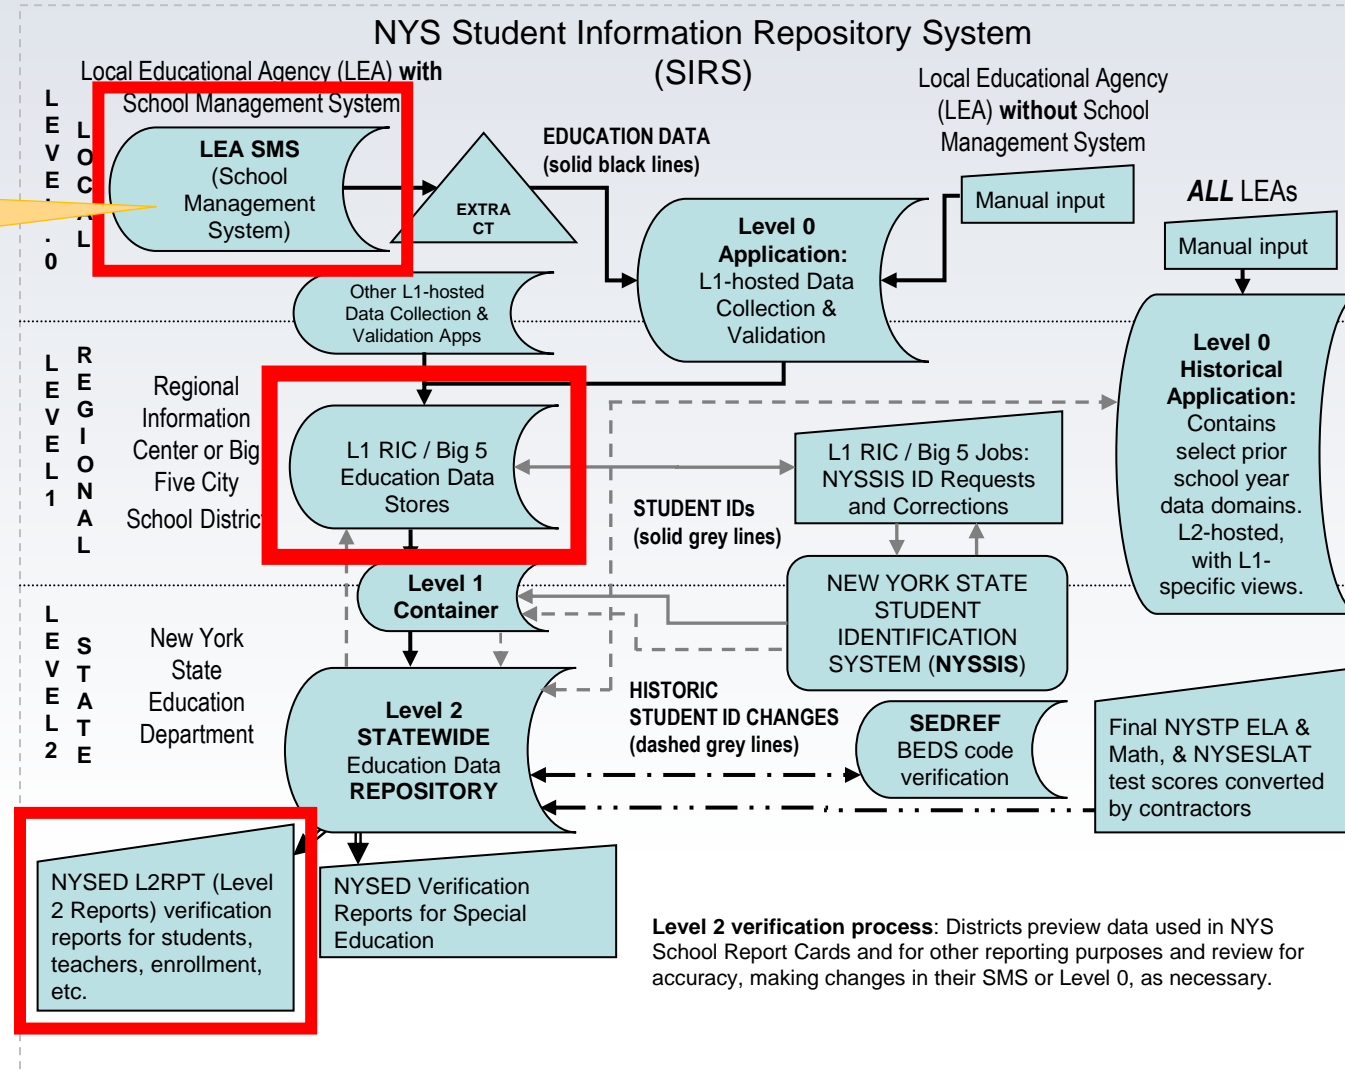 NYS Student Information Repository System
(SIRS)
Local Educational Agency (LEA) with
School Management System
Local Educational Agency
(LEA) without School
Management System
LEVEL 0
LOCAL
LEA SMS
(School
Management
System)
EXTRA
CT
EDUCATION DATA
(solid black lines)
Level 0
Application:
L1-hosted Data
Collection &
Validation
Manual input
ALL LEAs
Manual input
Other L1-hosted
Data Collection &
Validation Apps
LEVEL 1
REGIONAL
Regional
Information
Center or Big
Five City
School District
L1 RIC / Big 5
Education Data
Stores
STUDENT IDs
(solid grey lines)
L1 RIC / Big 5 Jobs:
NYSSIS ID Requests
and Corrections
Level 0
Historical
Application:
Contains
select prior
school year
data domains.
L2-hosted,
with L1-
specific views.
Level 1
Container
NEW YORK STATE
STUDENT
IDENTIFICATION
SYSTEM (NYSSIS)
LEVEL 2
STATE
New York
State
Education
Department
Level 2
STATEWIDE
Education Data
REPOSITORY
HISTORIC
STUDENT ID CHANGES
(dashed grey lines)
SEDREF
BEDS code
verification
Final NYSTP ELA &
Math, & NYSESLAT
test scores converted
by contractors
NYSED L2RPT (Level
2 Reports) verification
reports for students,
teachers, enrollment,
etc.
NYSED Verification
Reports for Special
Education
Level 2 verification process: Districts preview data used in NYS
School Report Cards and for other reporting purposes and review for
accuracy, making changes in their SMS or Level 0, as necessary.